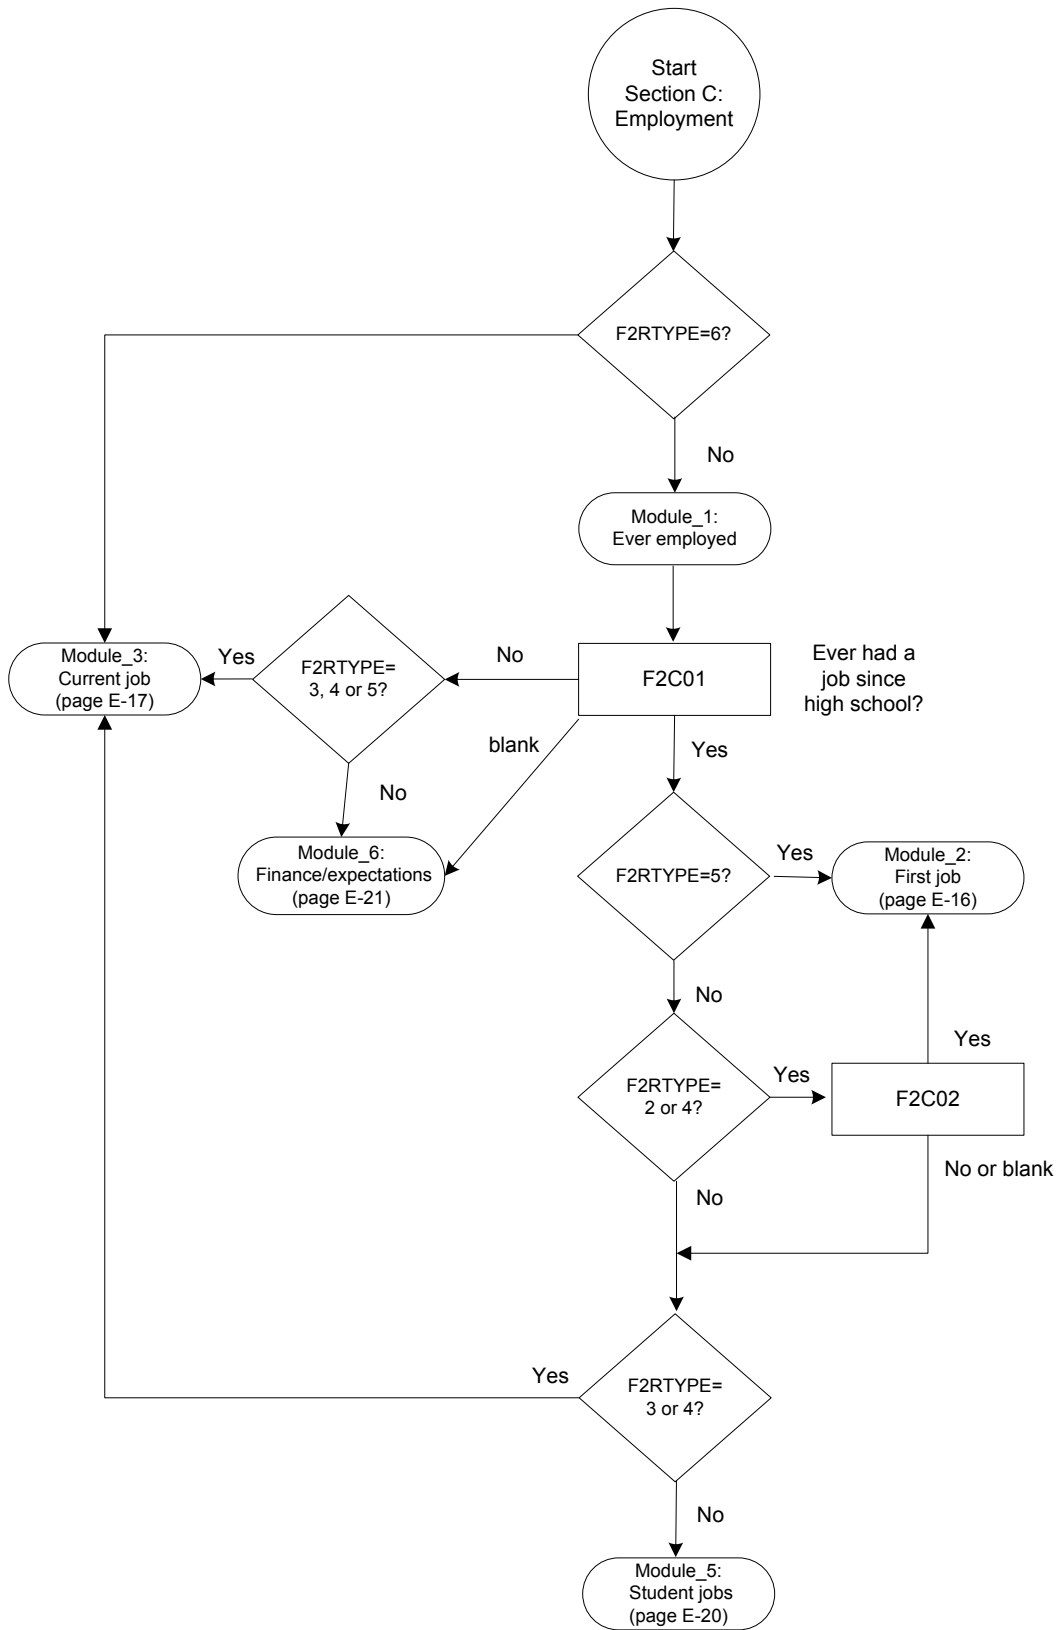 Start
Section C:
Employment
F2RTYPE=6?
No
Module_1:
Ever employed
F2C01
Ever had a
job since
high school?
No
F2RTYPE=
3, 4 or 5?
Yes
Module_3:
Current job
(page E-17)
blank
No
Module_6:
Finance/expectations
(page E-21)
Yes
F2RTYPE=5?
Yes
Module_2:
First job
(page E-16)
No
F2RTYPE=
2 or 4?
Yes
F2C02
Yes
No or blank
No
F2RTYPE=
3 or 4?
Yes
No
Module_5:
Student jobs
(page E-20)